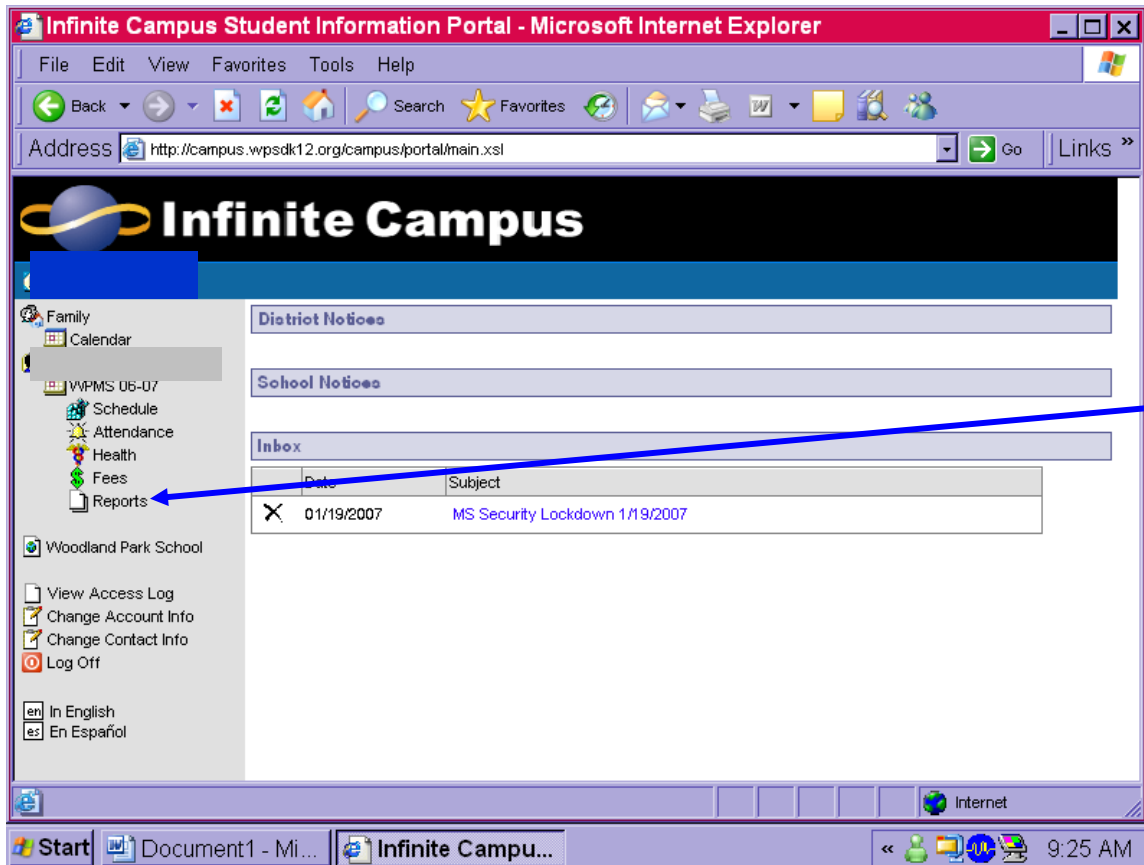 Infinite Campus Student Information Portal - Microsoft Internet Explorer
File Edit View Favorites Tools Help
Back Search Favorites
Address http://campus.wpsdk12.org/campus/portal/main.xsl Go Links »
Infinite Campus
Family
Calendar
WPMS 06-07
Schedule
Attendance
Health
Fees
Reports
Woodland Park School
View Access Log
Change Account Info
Change Contact Info
Log Off
en In English
es En Español
District Notices
School Notices
Inbox
Date Subject
01/19/2007 MS Security Lockdown 1/19/2007
Internet
Start Document1 - Mi... Infinite Campu... « 9:25 AM